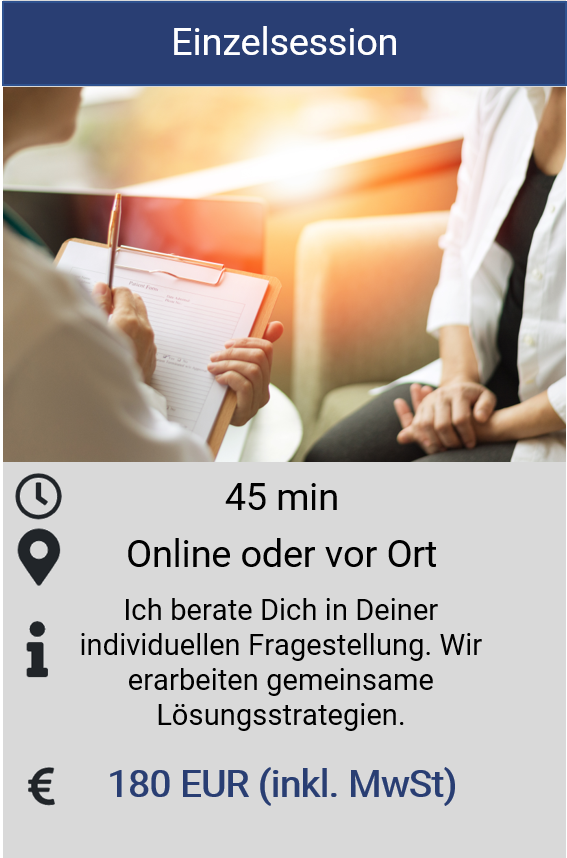 Einzelsession
45 min
Online oder vor Ort
Ich berate Dich in Deiner
individuellen Fragestellung. Wir
erarbeiten gemeinsame
Lösungsstrategien.
€ 180 EUR (inkl. MwSt)